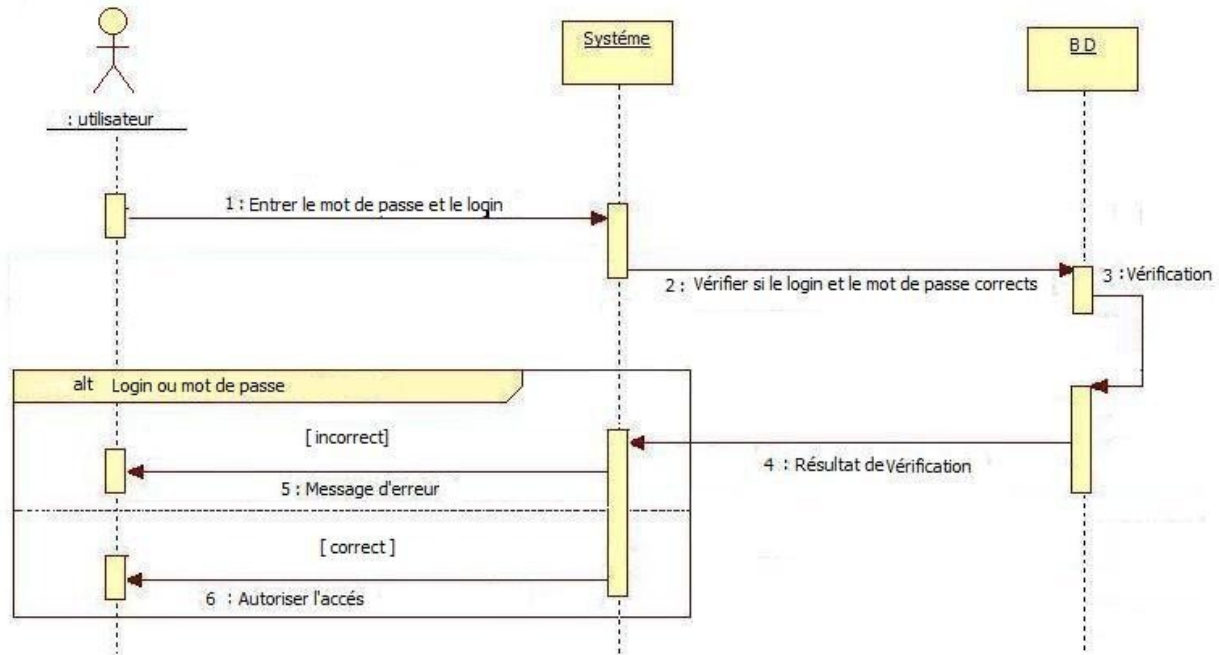 Systéme
B D
: utilisateur
1 : Entrer le mot de passe et le login
2 : Vérifier si le login et le mot de passe corrects
3 : Vérification
alt Login ou mot de passe
[ incorrect]
4 : Résultat de Vérification
5 : Message d'erreur
[ correct ]
6 : Autoriser l'accés